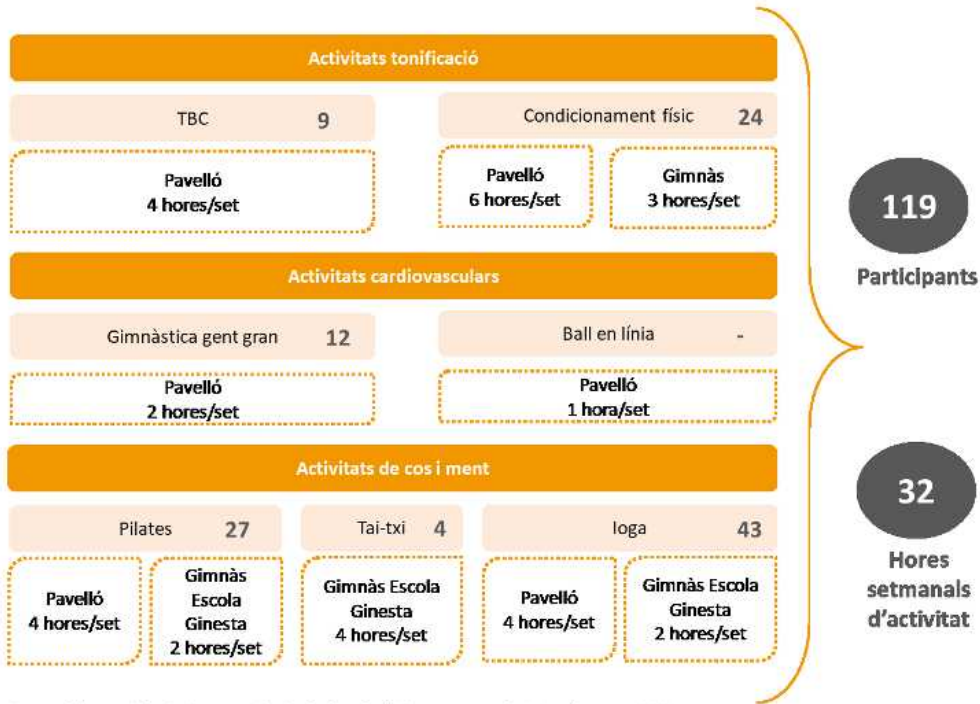 Activitats tonificació
TBC 9
Condicionament físic 24
Pavelló
4 hores/set
Pavelló
6 hores/set
Gimnàs
3 hores/set
Activitats cardiovasculars
Gimnàstica gent gran 12
Ball en línia -
Pavelló
2 hores/set
Pavelló
1 hora/set
Activitats de cos i ment
Pilates 27
Tai-txi 4
Ioga 43
Pavelló
4 hores/set
Gimnàs
Escola
Ginesta
2 hores/set
Gimnàs Escola
Ginesta
4 hores/set
Pavelló
4 hores/set
Gimnàs Escola
Ginesta
2 hores/set
119
Participants
32
Hores
setmanals
d'activitat